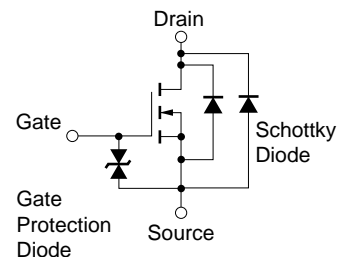 Drain
Gate
Schottky
Diode
Gate
Protection
Diode
Source